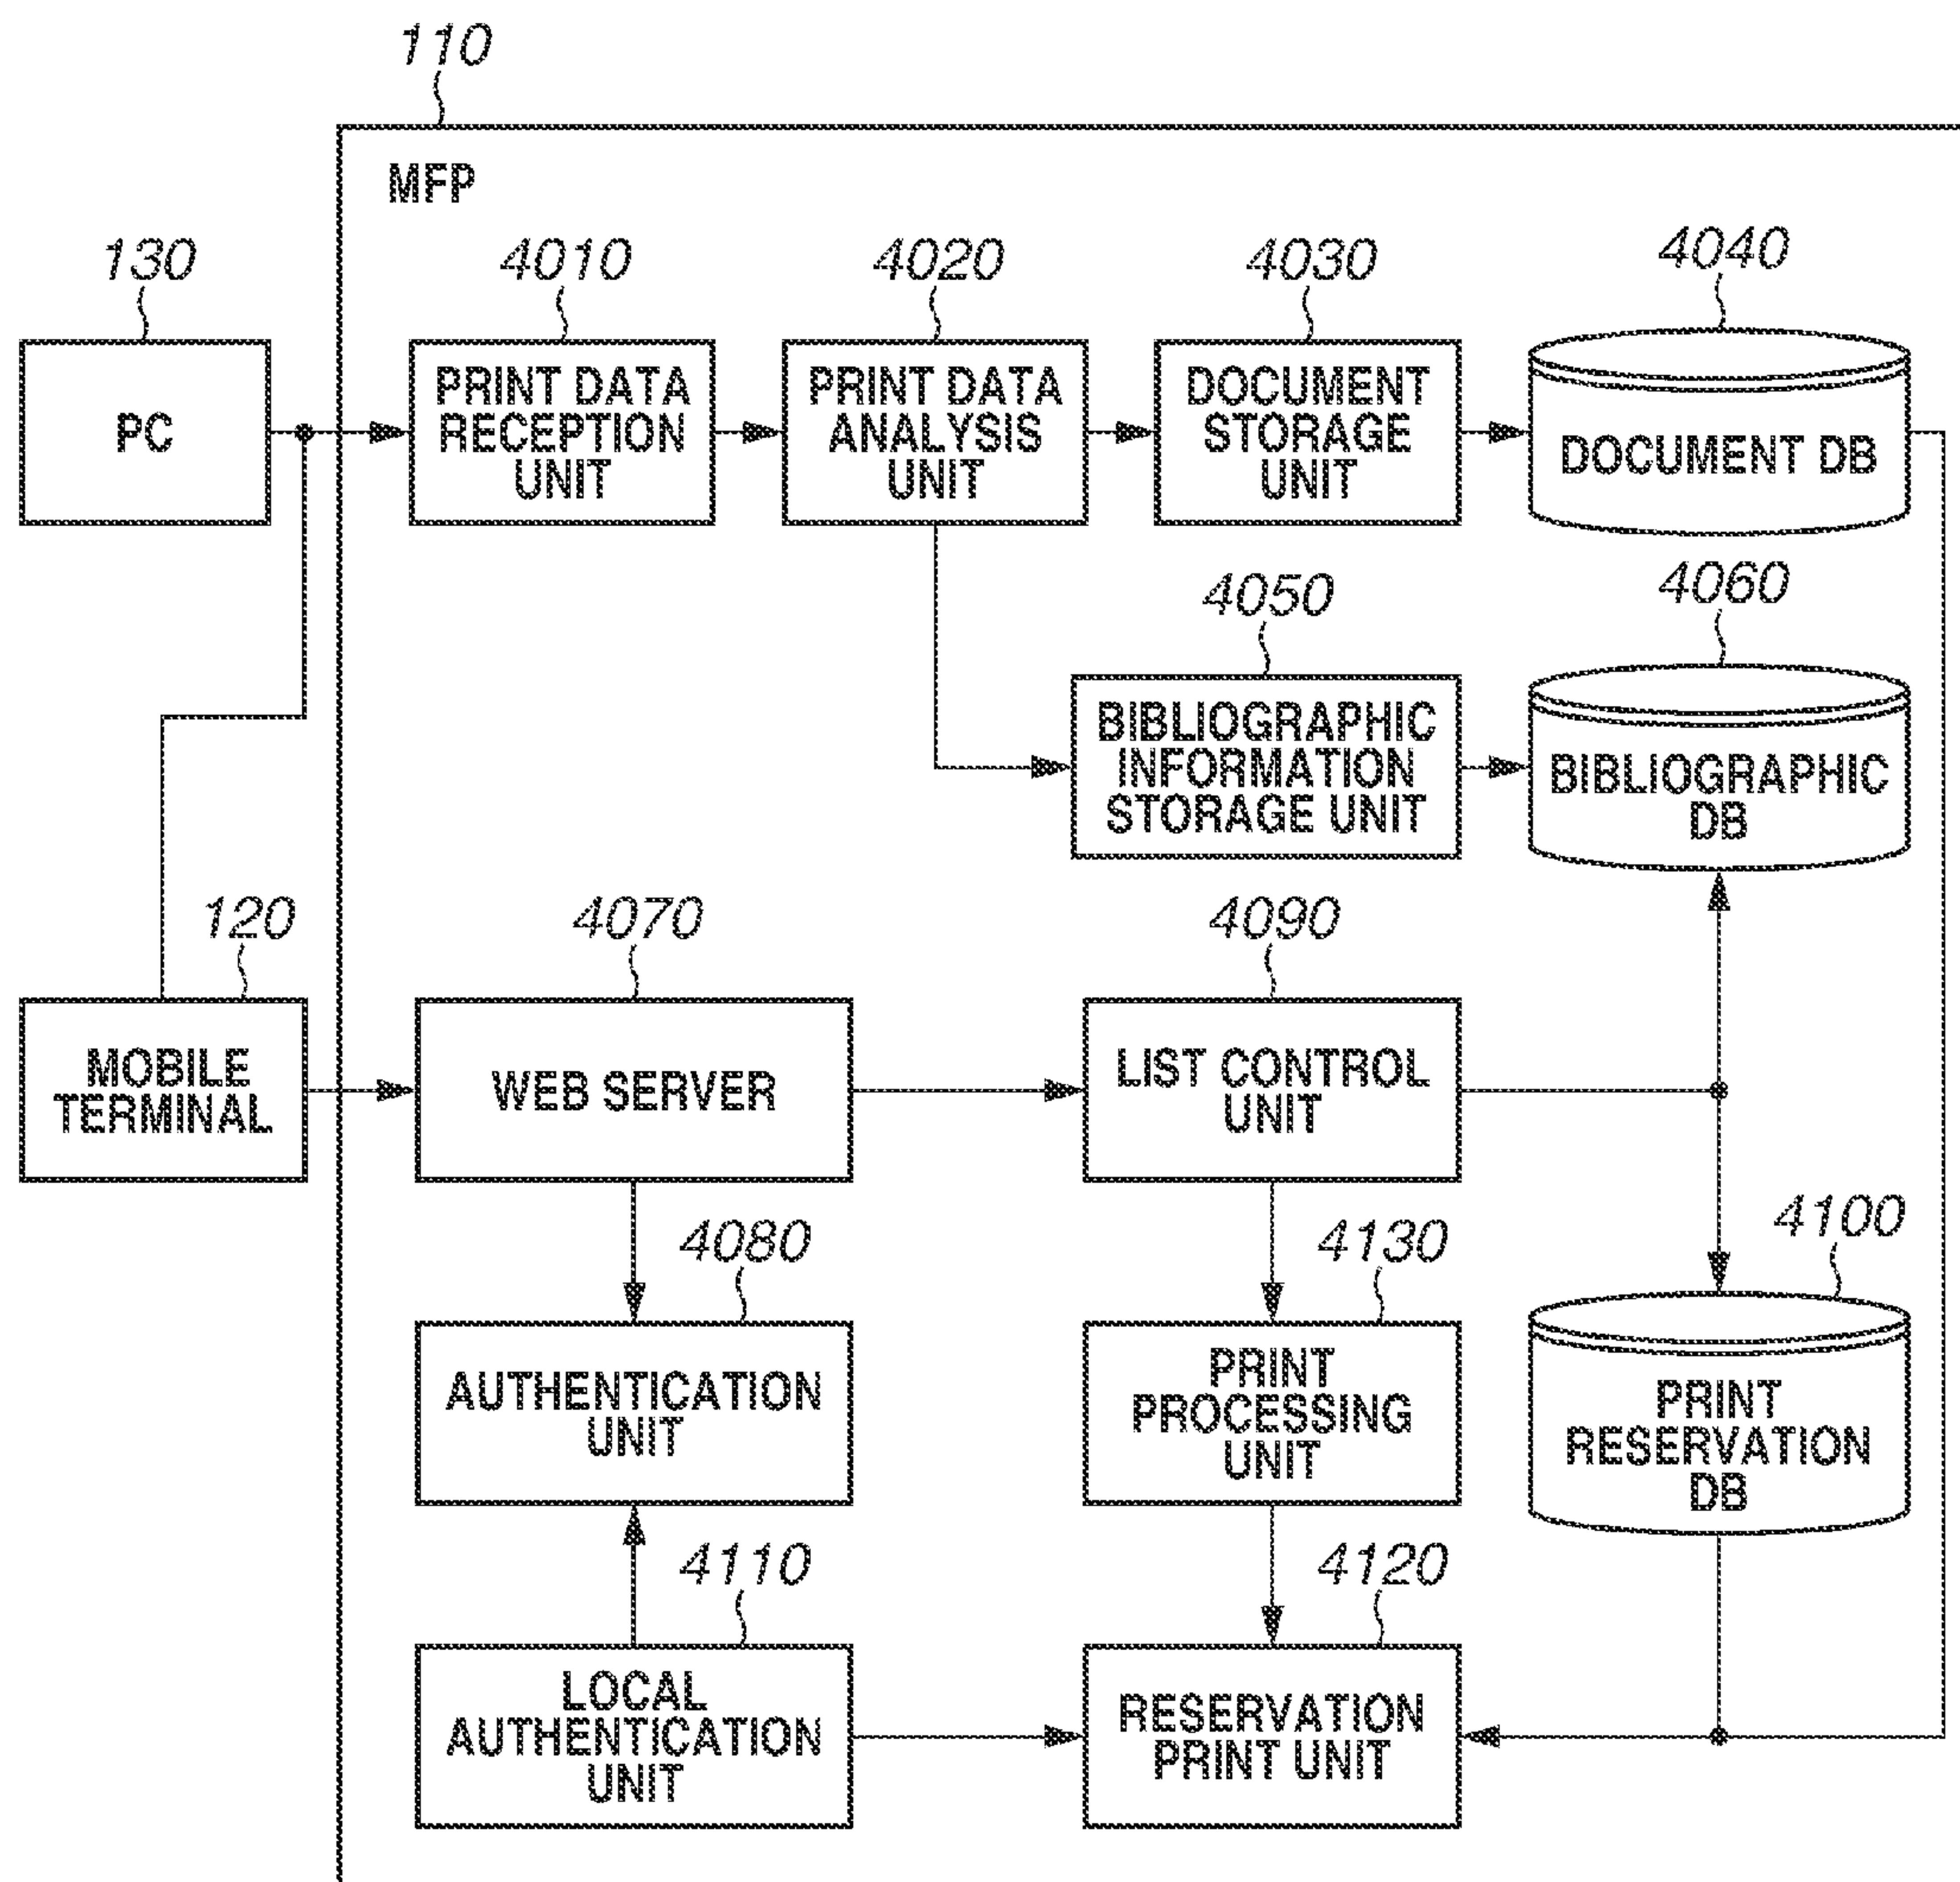 110
MFP
130
4010
4020
4030
4040
PC
PRINT DATA
RECEPTION
UNIT
PRINT DATA
ANALYSIS
UNIT
DOCUMENT
STORAGE
UNIT
DOCUMENT DB
4050
4060
BIBLIOGRAPHIC
INFORMATION
STORAGE UNIT
BIBLIOGRAPHIC
DB
120
4070
4090
MOBILE
TERMINAL
WEB SERVER
LIST CONTROL
UNIT
4080
4130
4100
AUTHENTICATION
UNIT
PRINT
PROCESSING
UNIT
PRINT
RESERVATION
DB
4110
4120
LOCAL
AUTHENTICATION
UNIT
RESERVATION
PRINT UNIT